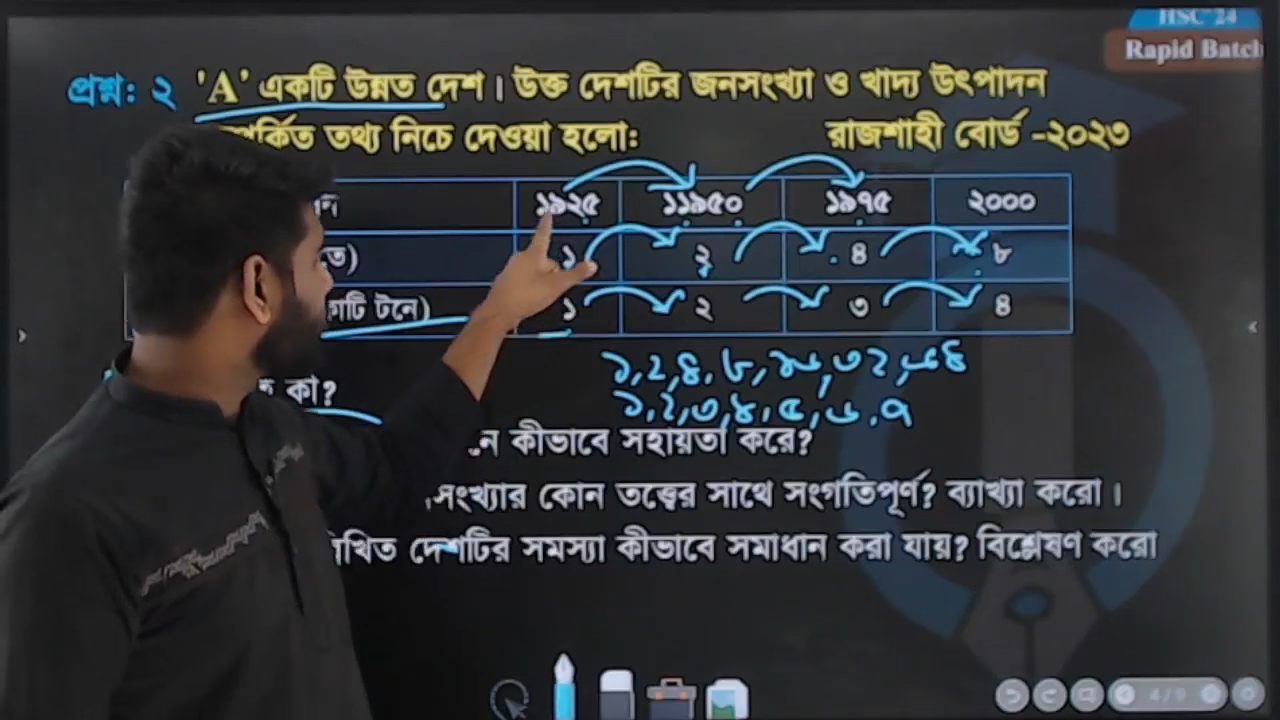 HSC'24
Rapid Batch
প্রশ্ন: ২ 'A' একটি উন্নত দেশ। উক্ত দেশটির জনসংখ্যা ও খাদ্য উৎপাদন
তথ্য নিচে দেওয়া হলো: রাজশাহী বোর্ড -২০২৩
১৯২৫ ১১৯৫০ ১৯৭৫ ২০০০
১ ২ ৪ ৮
টনে) ১ ২ ৩ ৪
১, ২, ৪, ৮, ১৬, ৩২, ৬৪
কী? ১, ২, ৩, ৪, ৫, ৬, ৭
কীভাবে সহায়তা করে?
কোন তত্ত্বের সাথে সংগতিপূর্ণ? ব্যাখ্যা করো।
দেশটির সমস্যা কীভাবে সমাধান করা যায়? বিশ্লেষণ করো
4/9